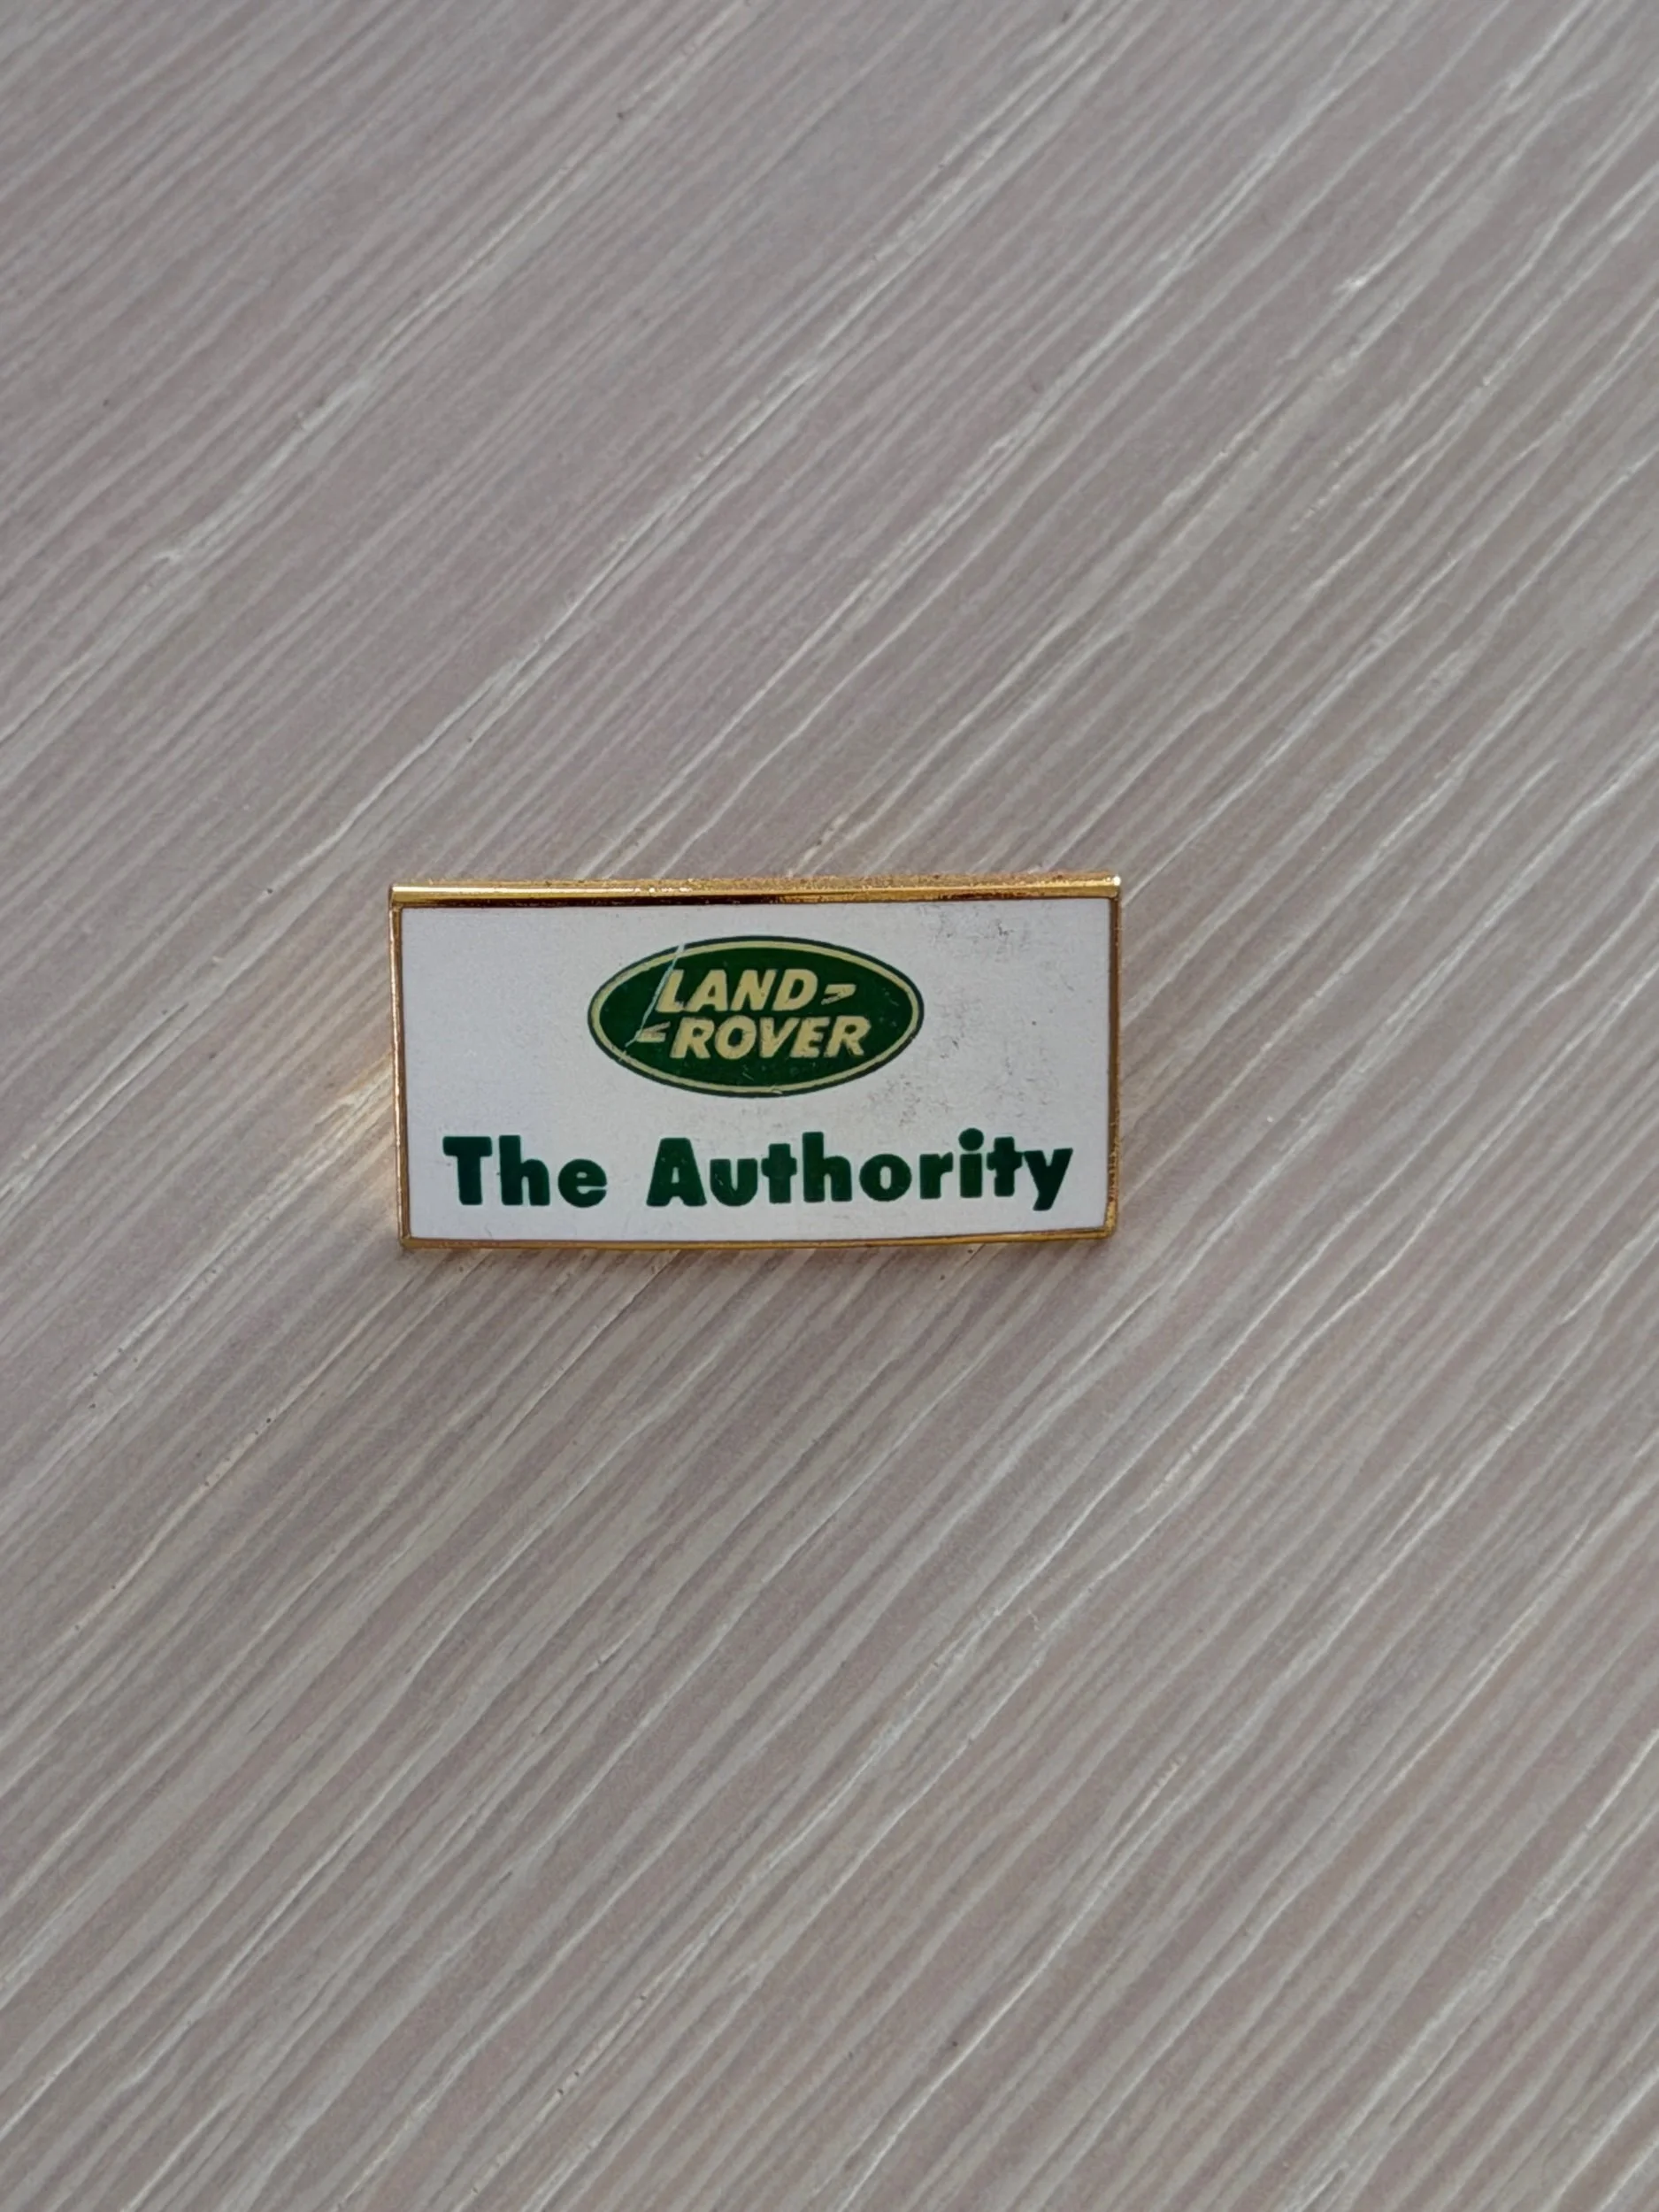 LAND-
-ROVER
The Authority